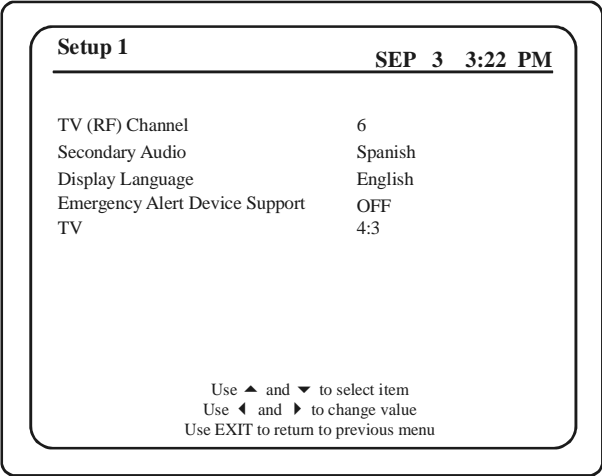 Setup 1
SEP 3 3:22 PM
TV (RF) Channel 6
Secondary Audio Spanish
Display Language English
Emergency Alert Device Support OFF
TV 4:3
Use ▲ and ▼ to select item
Use ◀ and ▶ to change value
Use EXIT to return to previous menu